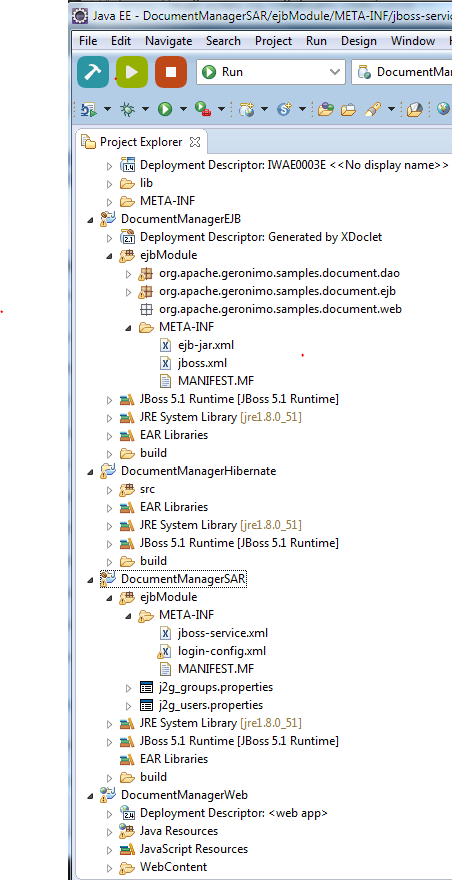 Java EE - DocumentManagerSAR/ejbModule/META-INF/jboss-servic
File Edit Navigate Search Project Run Design Window
Run DocumentMan
Project Explorer
1.4 Deployment Descriptor: IWAE0003E <<No display name>>
lib
META-INF
DocumentManagerEJB
2.1 Deployment Descriptor: Generated by XDoclet
ejbModule
org.apache.geronimo.samples.document.dao
org.apache.geronimo.samples.document.ejb
org.apache.geronimo.samples.document.web
META-INF
X ejb-jar.xml
X jboss.xml
MANIFEST.MF
JBoss 5.1 Runtime [JBoss 5.1 Runtime]
JRE System Library [jre1.8.0_51]
EAR Libraries
build
DocumentManagerHibernate
src
EAR Libraries
JRE System Library [jre1.8.0_51]
JBoss 5.1 Runtime [JBoss 5.1 Runtime]
build
DocumentManagerSAR
ejbModule
META-INF
X jboss-service.xml
X login-config.xml
MANIFEST.MF
j2g_groups.properties
j2g_users.properties
JRE System Library [jre1.8.0_51]
JBoss 5.1 Runtime [JBoss 5.1 Runtime]
EAR Libraries
build
DocumentManagerWeb
2.4 Deployment Descriptor: <web app>
Java Resources
JavaScript Resources
WebContent